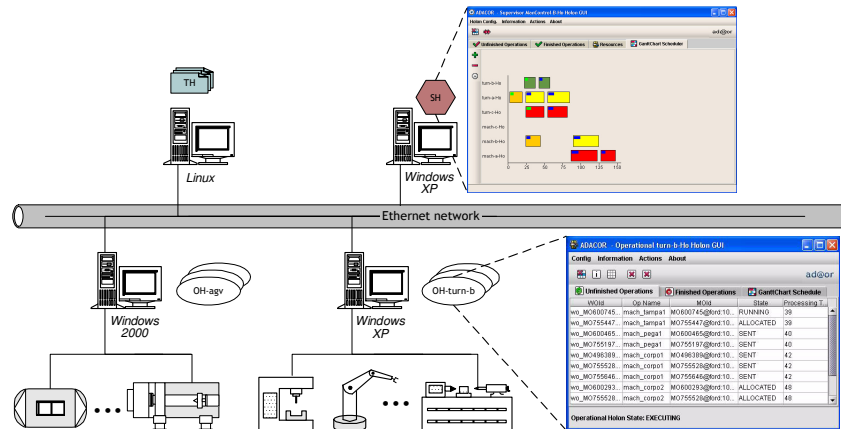 ADACOR - Supervisor ManControl B-Ho Holon GUI
Holon Config. Information Actions About
ad@or
Unfinished Operations Finished Operations Resources GanttChart Scheduler
turn-b-Ho
turn-a-Ho
turn-c-Ho
mach-c-Ho
mach-b-Ho
mach-a-Ho
0 25 50 75 100 125 150
TH
SH
Linux
Windows
XP
Ethernet network
OH-agv
OH-turn-b
Windows
2000
Windows
XP
ADACOR - Operational turn-b-Ho Holon GUI
Config Information Actions About
ad@or
Unfinished Operations Finished Operations GanttChart Schedule
WOId Op Name MOId State Processing T...
wo_MO600745... mach_tampa1 MO600745@ford:10... RUNNING 39
wo_MO755447... mach_tampa1 MO755447@ford:10... ALLOCATED 39
wo_MO600465... mach_pega1 MO600465@ford:10... SENT 40
wo_MO755197... mach_pega1 MO755197@ford:10... SENT 40
wo_MO496389... mach_corpo1 MO496389@ford:10... SENT 42
wo_MO755528... mach_corpo1 MO755528@ford:10... SENT 42
wo_MO755646... mach_corpo1 MO755646@ford:10... SENT 42
wo_MO600293... mach_corpo2 MO600293@ford:10... ALLOCATED 48
wo_MO755528... mach_corpo2 MO755528@ford:10... ALLOCATED 48
Operational Holon State: EXECUTING